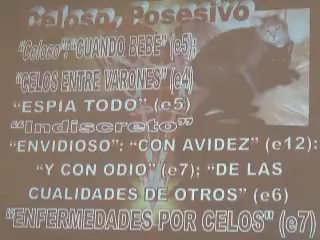 Celoso, Posesivo
"Celoso": "CUANDO BEBE" (e5);
"CELOS ENTRE VARONES" (e4)
"ESPIA TODO" (e5)
"Indiscreto"
"ENVIDIOSO": "CON AVIDEZ" (e12);
"Y CON ODIO" (e7); "DE LAS
CUALIDADES DE OTROS" (e6)
"ENFERMEDADES POR CELOS" (e7)